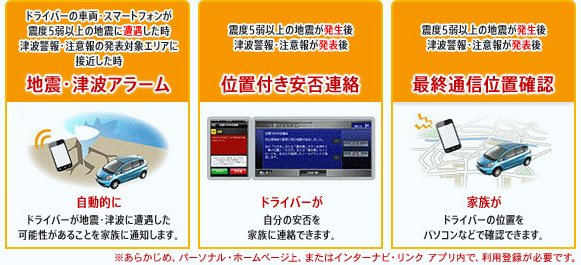 ドライバーの車両・スマートフォンが
震度5弱以上の地震に遭遇した時
津波警報・注意報の発表対象エリアに
接近した時
地震・津波アラーム
自動的に
ドライバーが地震・津波に遭遇した
可能性があることを家族に通知します。
震度5弱以上の地震が発生後
津波警報・注意報が発表後
位置付き安否連絡
ドライバーが
自分の安否を
家族に連絡できます。
震度5弱以上の地震が発生後
津波警報・注意報が発表後
最終通信位置確認
家族が
ドライバーの位置を
パソコンなどで確認できます。
※あらかじめ、パーソナル・ホームページ上、またはインターナビ・リンク アプリ内で、利用登録が必要です。